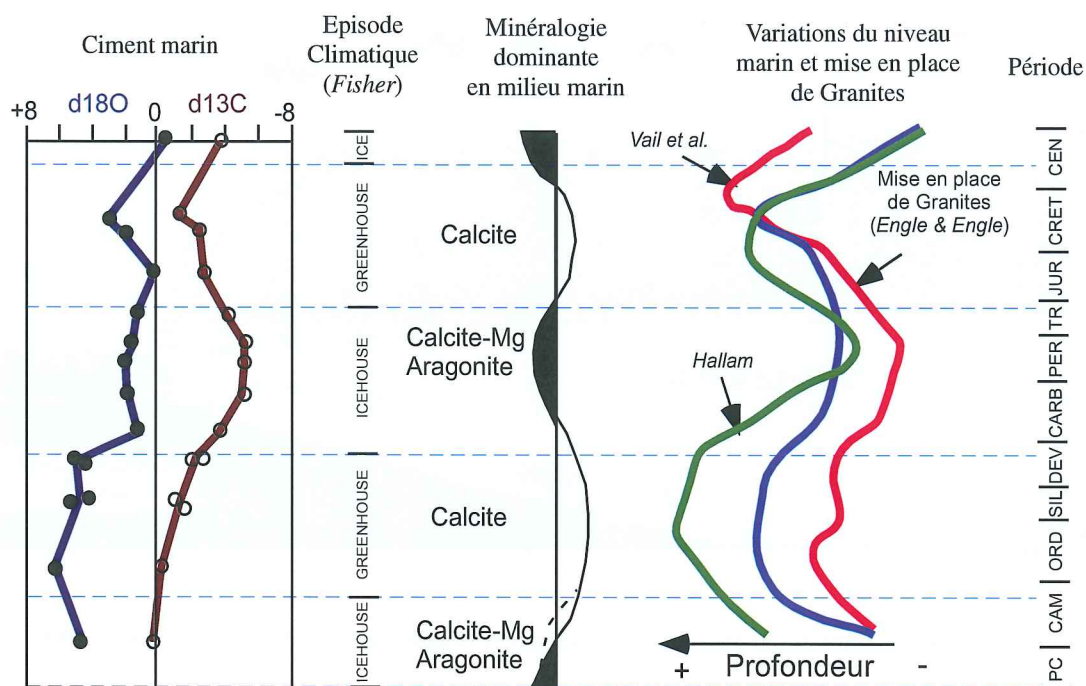 Ciment marin
Episode
Climatique
(Fisher)
Minéralogie
dominante
en milieu marin
Variations du niveau
marin et mise en place
de Granites
Période
+8
d18O
0
d13C
-8
ICE
GREENHOUSE
ICEHOUSE
GREENHOUSE
ICEHOUSE
Calcite
Calcite-Mg
Aragonite
Calcite
Calcite-Mg
Aragonite
Vail et al.
Mise en place
de Granites
(Engle & Engle)
Hallam
+ Profondeur -
CEN
CRET
JUR
TR
PER
CARB
DEV
SIL
ORD
CAM
PC